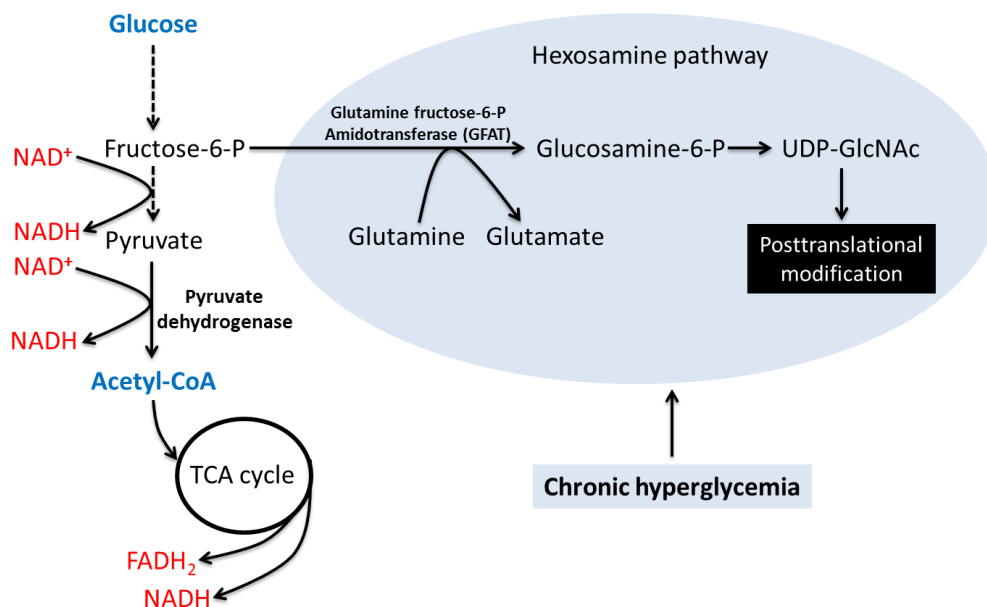 Glucose
Hexosamine pathway
Glutamine fructose-6-P
Amidotransferase (GFAT)
NAD⁺
Fructose-6-P
Glucosamine-6-P
UDP-GlcNAc
NADH
Pyruvate
Glutamine
Glutamate
Posttranslational
modification
NAD⁺
Pyruvate
dehydrogenase
NADH
Acetyl-CoA
TCA cycle
Chronic hyperglycemia
FADH₂
NADH